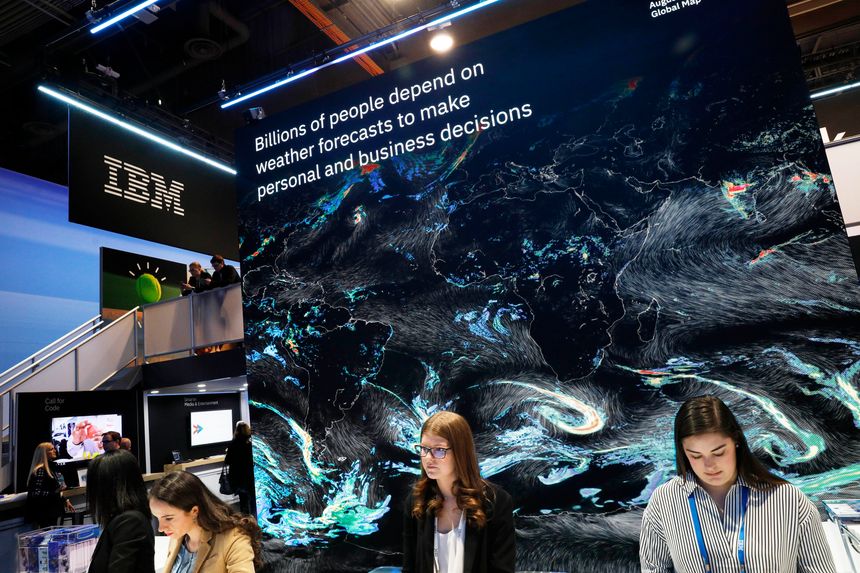 Augu
Global Map
Billions of people depend on
weather forecasts to make
personal and business decisions
IBM
Call for
Code
Media & Entertainment